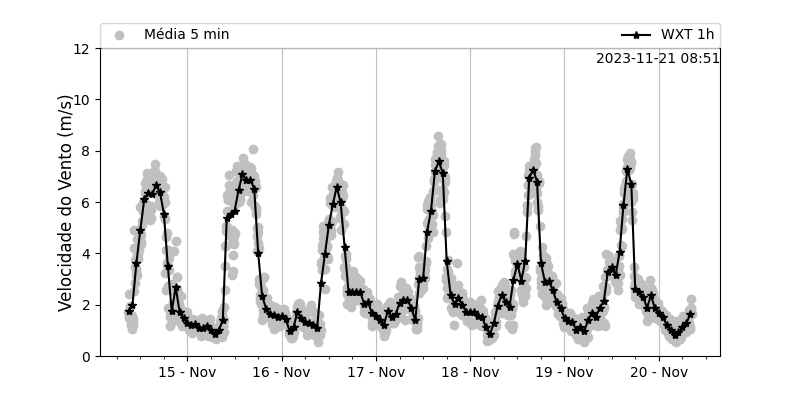 Média 5 min
WXT 1h
2023-11-21 08:51
Velocidade do Vento (m/s)
12
10
8
6
4
2
0
15 - Nov
16 - Nov
17 - Nov
18 - Nov
19 - Nov
20 - Nov